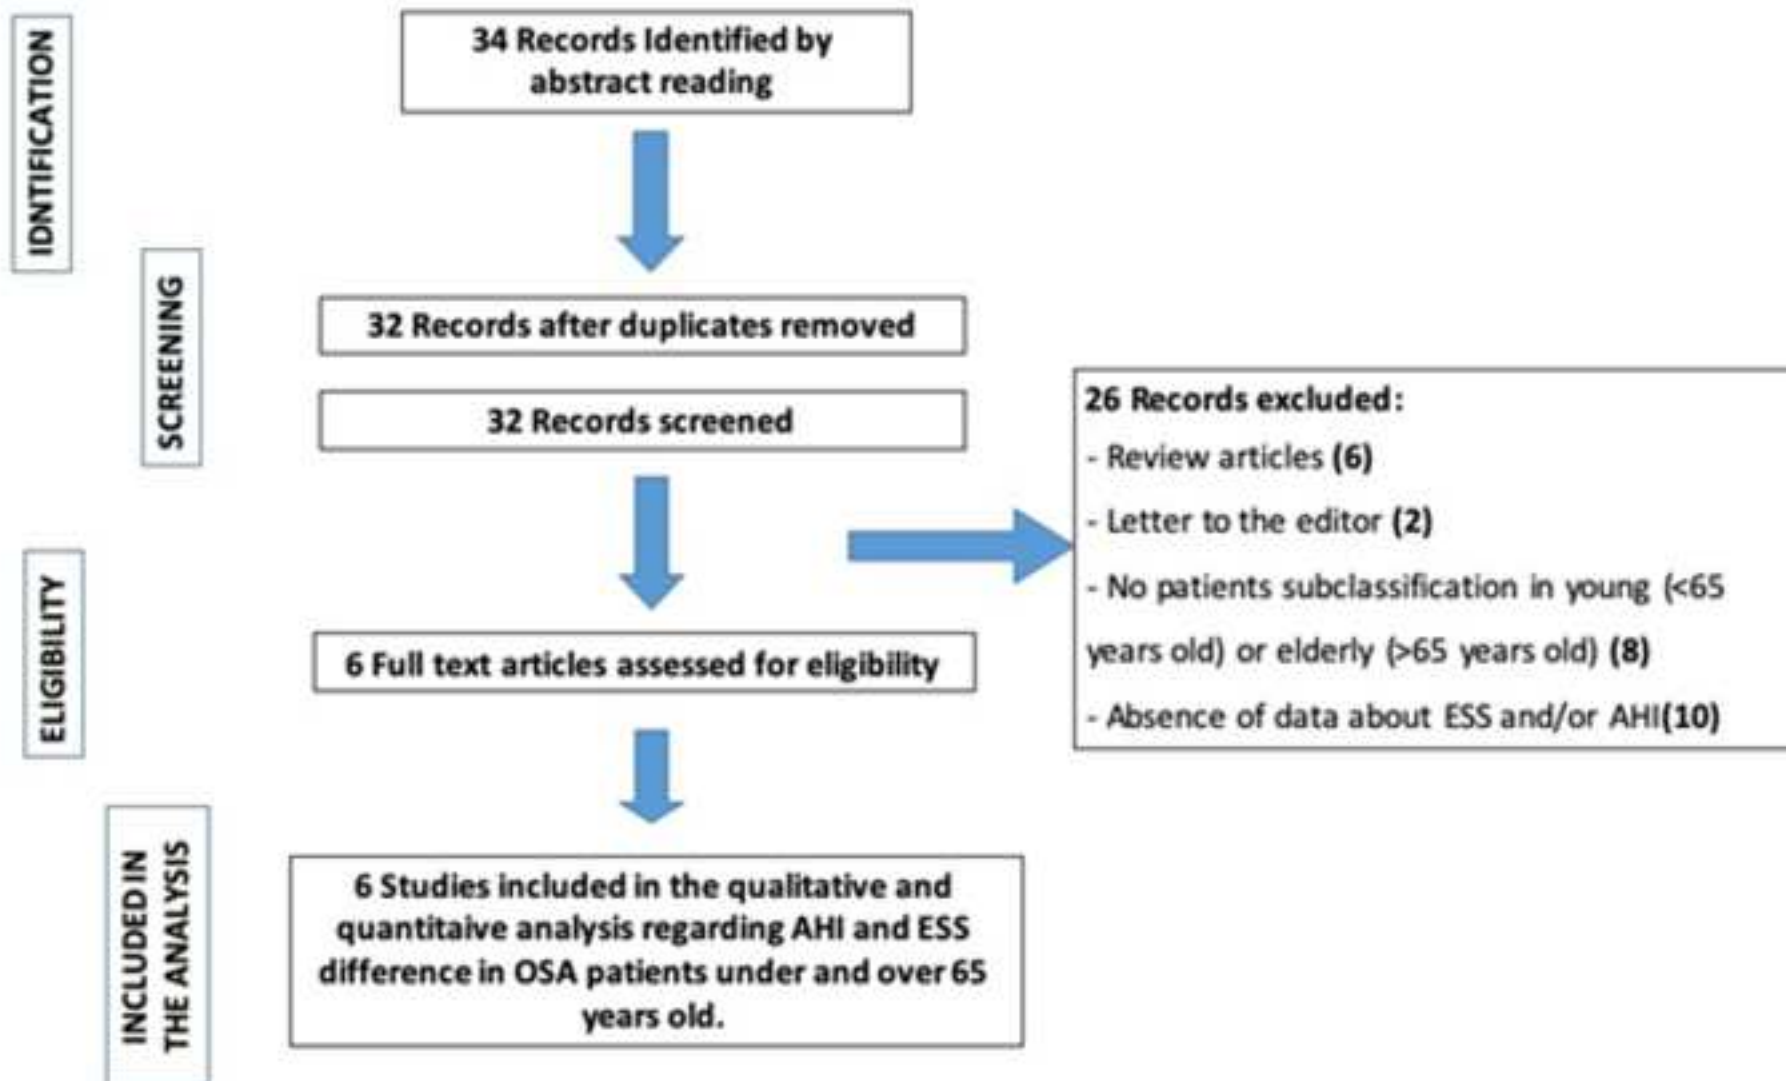 IDNTIFICATION
34 Records Identified by
abstract reading
SCREENING
32 Records after duplicates removed
32 Records screened
26 Records excluded:
- Review articles (6)
- Letter to the editor (2)
- No patients subclassification in young (<65
years old) or elderly (>65 years old) (8)
- Absence of data about ESS and/or AHI(10)
ELIGIBILITY
6 Full text articles assessed for eligibility
INCLUDED IN
THE ANALYSIS
6 Studies included in the qualitative and
quantitaive analysis regarding AHI and ESS
difference in OSA patients under and over 65
years old.